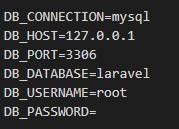 DB_CONNECTION=mysql
DB_HOST=127.0.0.1
DB_PORT=3306
DB_DATABASE=laravel
DB_USERNAME=root
DB_PASSWORD=